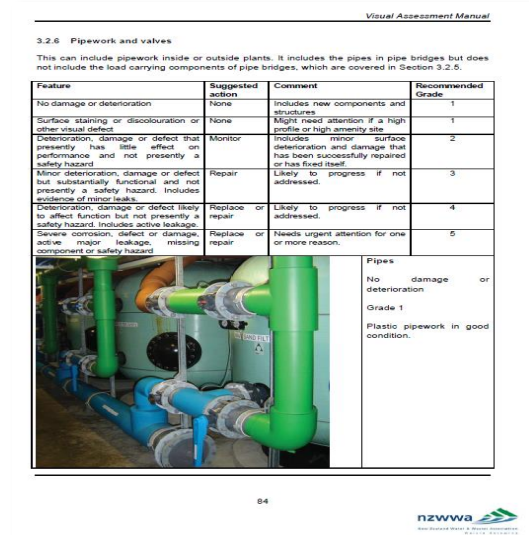 Visual Assessment Manual
3.2.6 Pipework and valves
This can include pipework inside or outside plants. It includes the pipes in pipe bridges but does
not include the load carrying components of pipe bridges, which are covered in Section 3.2.5.
Feature Suggested action Comment Recommended Grade
No damage or deterioration None Includes new components and structures 1
Surface staining or discolouration or other visual defect None Might need attention if a high profile or high amenity site 1
Deterioration, damage or defect that presently has little effect on performance and not presently a safety hazard Monitor Includes minor surface deterioration and damage that has been successfully repaired or has fixed itself. 2
Minor deterioration, damage or defect but substantially functional and not presently a safety hazard. Includes evidence of minor leaks. Repair Likely to progress if not addressed. 3
Deterioration, damage or defect likely to affect function but not presently a safety hazard. Includes active leakage. Replace or repair Likely to progress if not addressed. 4
Severe corrosion, defect or damage, active major leakage, missing component or safety hazard Replace or repair Needs urgent attention for one or more reason. 5
SAND FILT
Pipes
No damage or
deterioration
Grade 1
Plastic pipework in good
condition.
84
nzwwa
New Zealand Water & Wastes Association